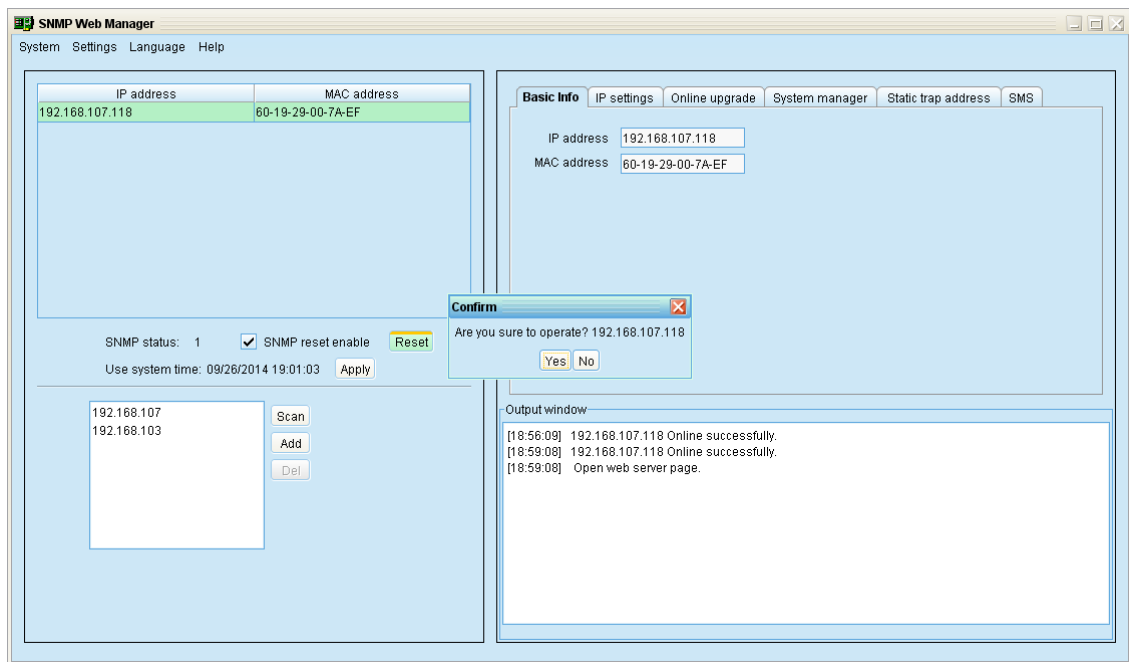 SNMP Web Manager
System Settings Language Help
IP address MAC address
192.168.107.118 60-19-29-00-7A-EF
SNMP status: 1 SNMP reset enable Reset
Use system time: 09/26/2014 19:01:03 Apply
192.168.107
192.168.103
Scan
Add
Del
Basic Info IP settings Online upgrade System manager Static trap address SMS
IP address 192.168.107.118
MAC address 60-19-29-00-7A-EF
Confirm
Are you sure to operate? 192.168.107.118
Yes No
Output window
[18:56:09] 192.168.107.118 Online successfully.
[18:59:08] 192.168.107.118 Online successfully.
[18:59:08] Open web server page.